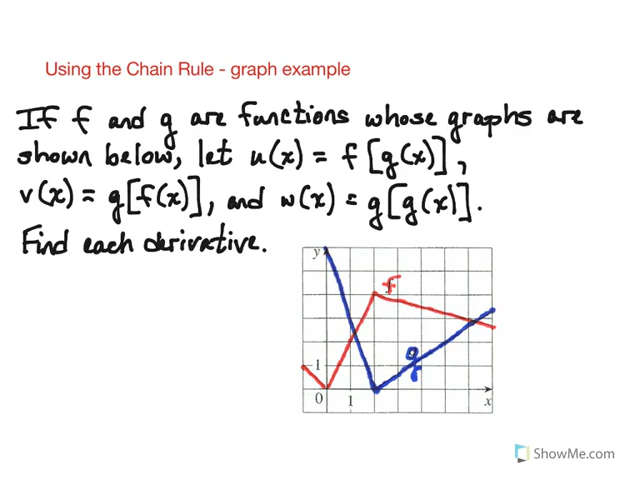 Using the Chain Rule - graph example
If f and g are functions whose graphs are
shown below, let u(x) = f[g(x)],
v(x) = g[f(x)], and w(x) = g[g(x)].
Find each derivative.
y
f
g
1
0 1 x
ShowMe.com